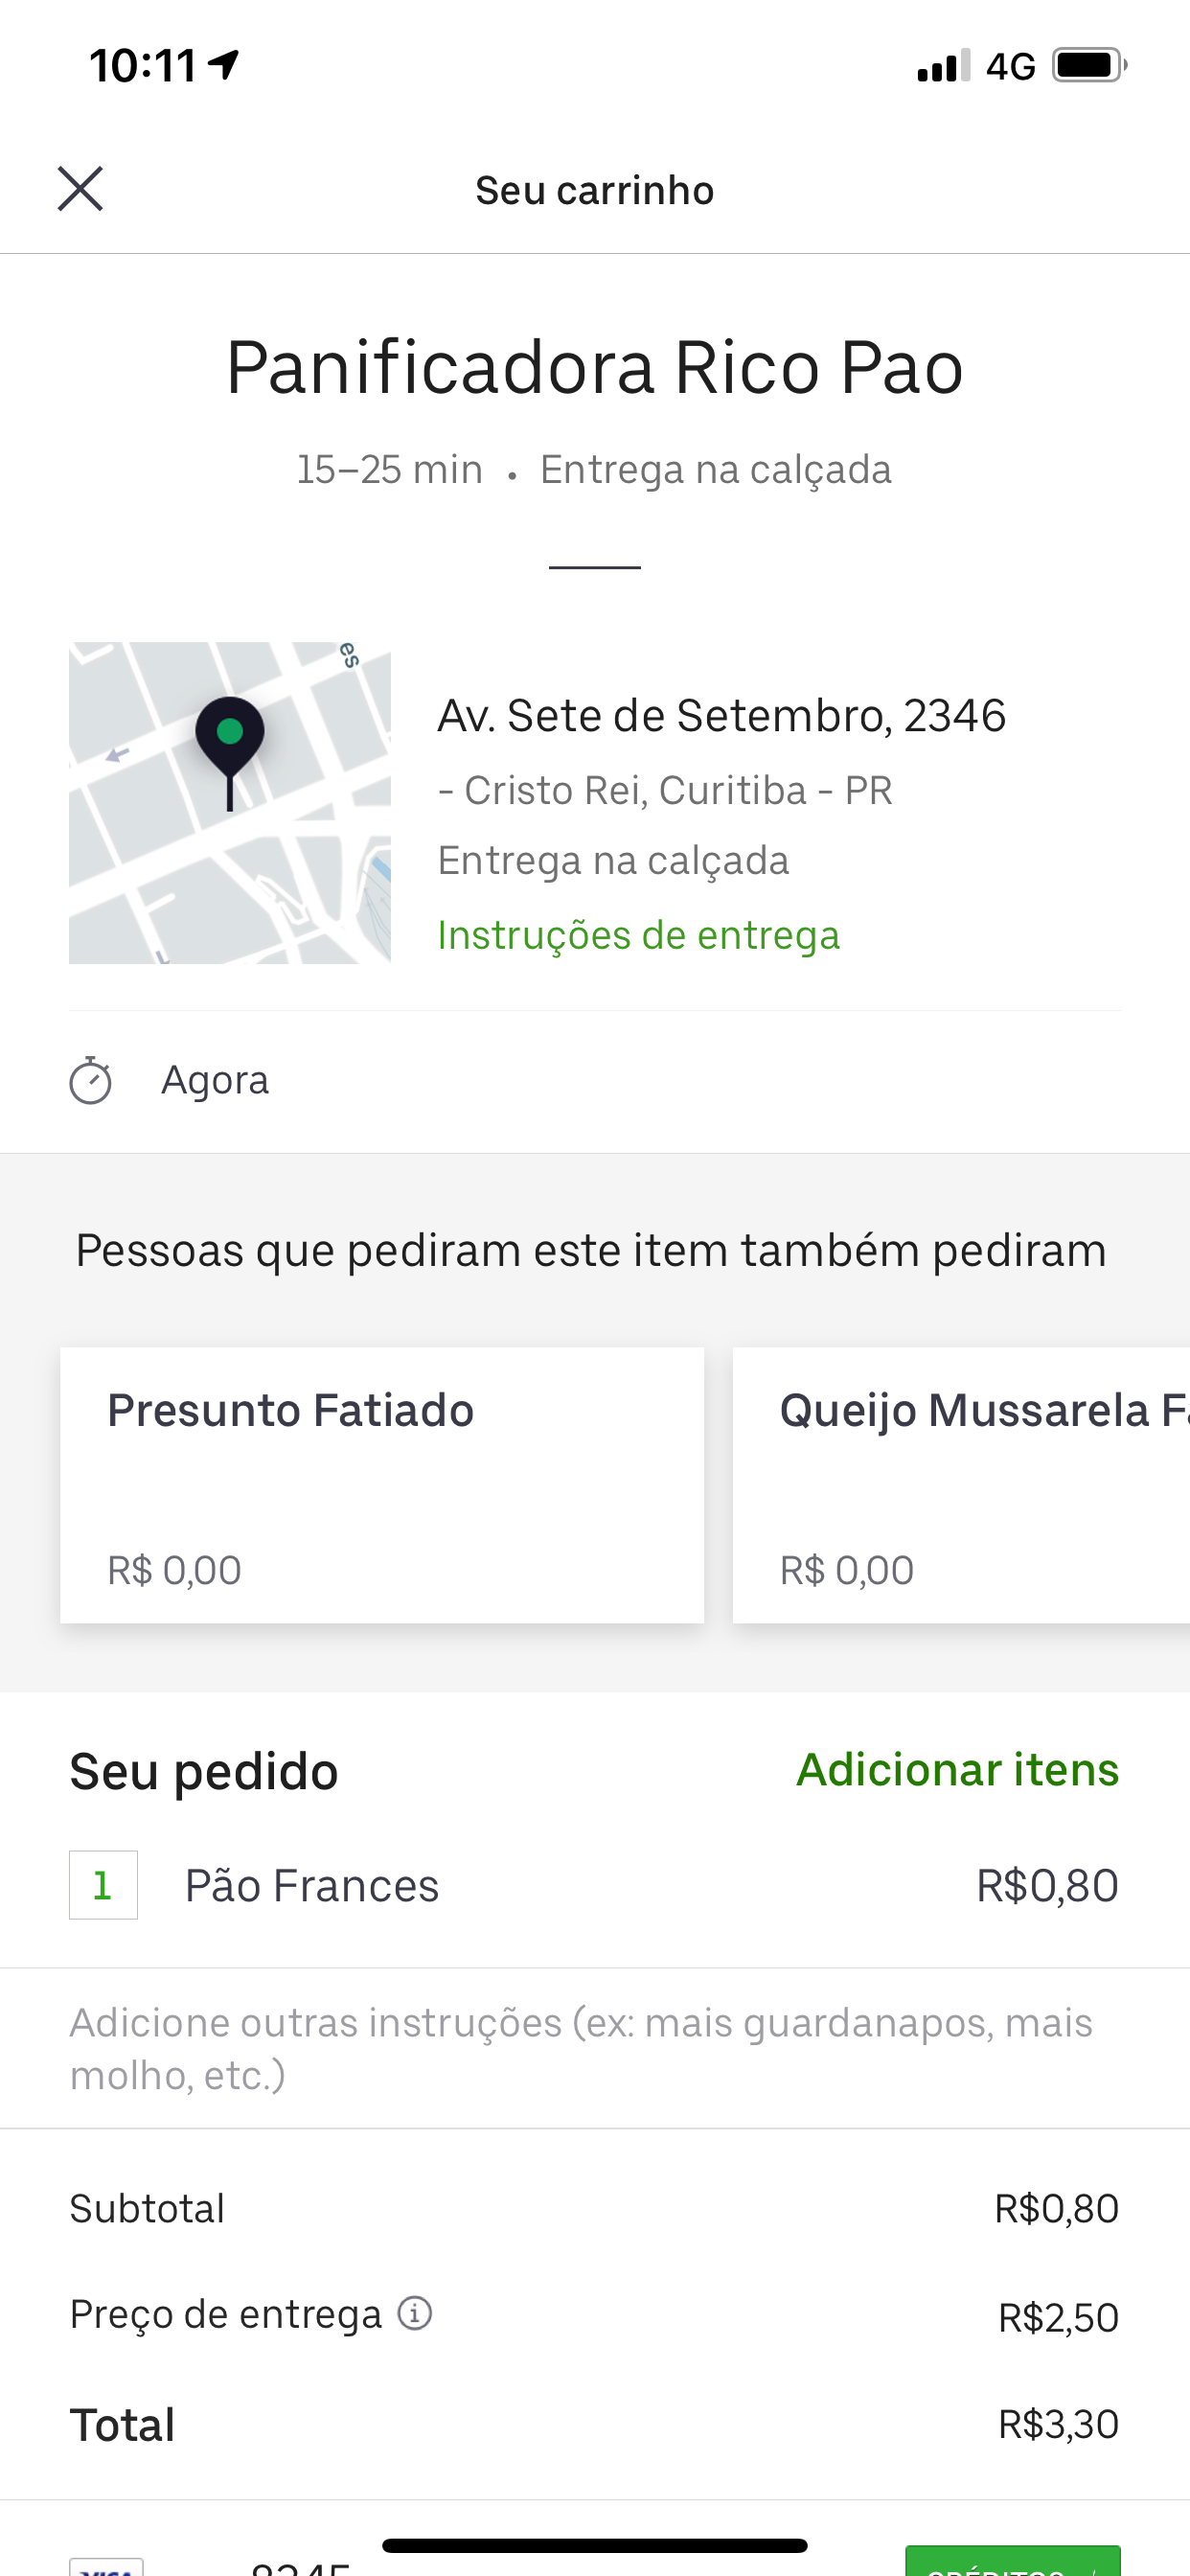 10:11
4G
Seu carrinho
Panificadora Rico Pao
15–25 min • Entrega na calçada
es
Av. Sete de Setembro, 2346
- Cristo Rei, Curitiba - PR
Entrega na calçada
Instruções de entrega
Agora
Pessoas que pediram este item também pediram
Presunto Fatiado
Queijo Mussarela
R$ 0,00
R$ 0,00
Seu pedido
Adicionar itens
1 Pão Frances R$0,80
Adicione outras instruções (ex: mais guardanapos, mais
molho, etc.)
Subtotal R$0,80
Preço de entrega R$2,50
Total R$3,30
VISA
CRÉDITOS